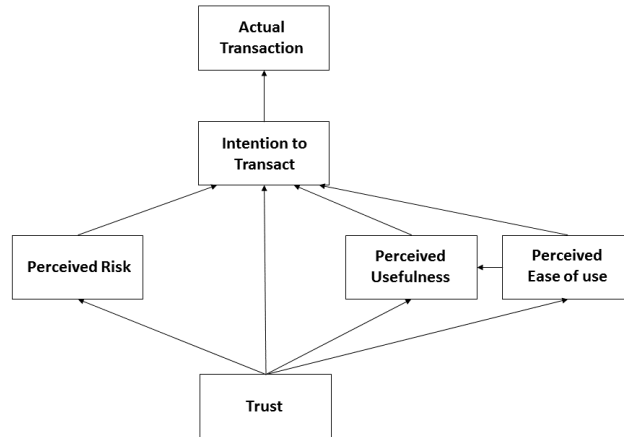 Actual
Transaction
Intention to
Transact
Perceived Risk
Perceived
Usefulness
Perceived
Ease of use
Trust